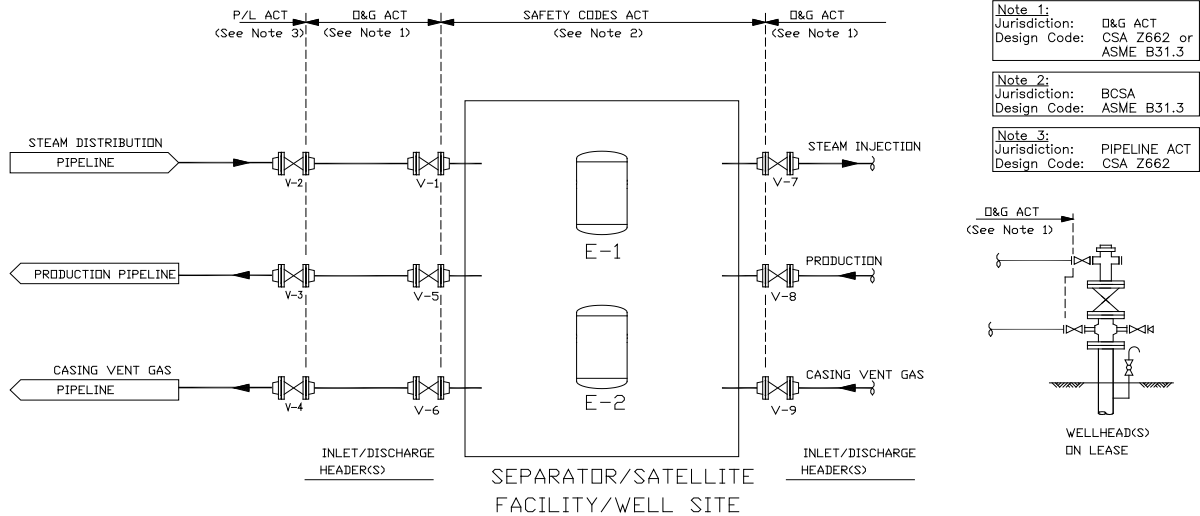 P/L ACT O&G ACT SAFETY CODES ACT O&G ACT
(See Note 3) (See Note 1) (See Note 2) (See Note 1)
Note 1:
Jurisdiction: O&G ACT
Design Code: CSA Z662 or
ASME B31.3
Note 2:
Jurisdiction: BCSA
Design Code: ASME B31.3
Note 3:
Jurisdiction: PIPELINE ACT
Design Code: CSA Z662
STEAM DISTRIBUTION
PIPELINE
V-2
V-1
V-7
STEAM INJECTION
E-1
PRODUCTION PIPELINE
V-3
V-5
V-8
PRODUCTION
CASING VENT GAS
PIPELINE
V-4
V-6
E-2
V-9
CASING VENT GAS
INLET/DISCHARGE
HEADER(S)
SEPARATOR/SATELLITE
FACILITY/WELL SITE
INLET/DISCHARGE
HEADER(S)
O&G ACT
(See Note 1)
WELLHEAD(S)
ON LEASE